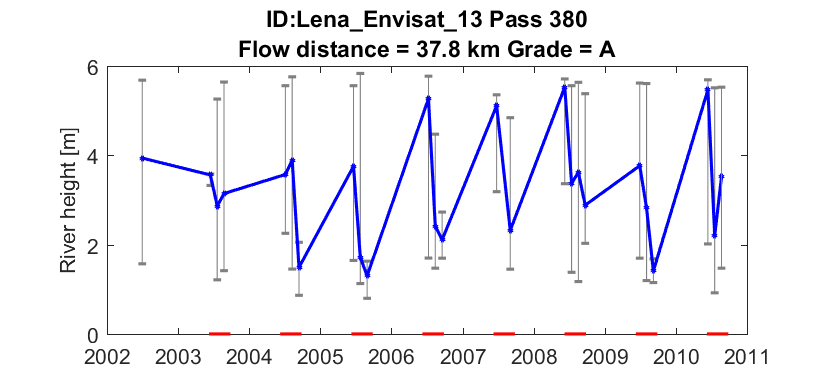 ID:Lena_Envisat_13 Pass 380
Flow distance = 37.8 km Grade = A
River height [m]
6
4
2
0
2002 2003 2004 2005 2006 2007 2008 2009 2010 2011